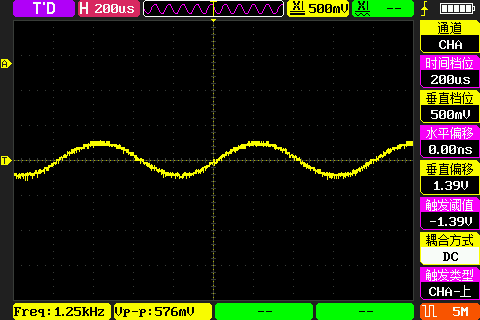 T'D H 200us X1 500mV X1 --
通道
CHA
时间档位
200us
垂直档位
500mV
水平偏移
0.00ns
垂直偏移
1.39V
触发阈值
-1.39V
耦合方式
DC
触发类型
CHA-上
A
T
Freq:1.25kHz Vp-p:576mV -- -- 5M